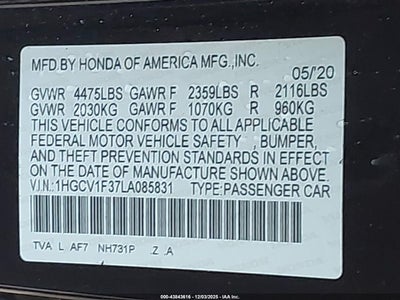 MFD.BY HONDA OF AMERICA MFG.,INC.
05/'20
GVWR 4475LBS GAWR F 2359LBS R 2116LBS
GVWR 2030KG GAWR F 1070KG R 960KG
THIS VEHICLE CONFORMS TO ALL APPLICABLE
FEDERAL MOTOR VEHICLE SAFETY , BUMPER,
AND THEFT PREVENTION STANDARDS IN EFFECT
ON THE DATE OF MANUFACTURE SHOWN ABOVE.
V.I.N.:1HGCV1F37LA085831 TYPE:PASSENGER CAR
TVA L AF7 NH731P .Z .A
© - 43843616 - 12/03/2025 - IAA Inc.